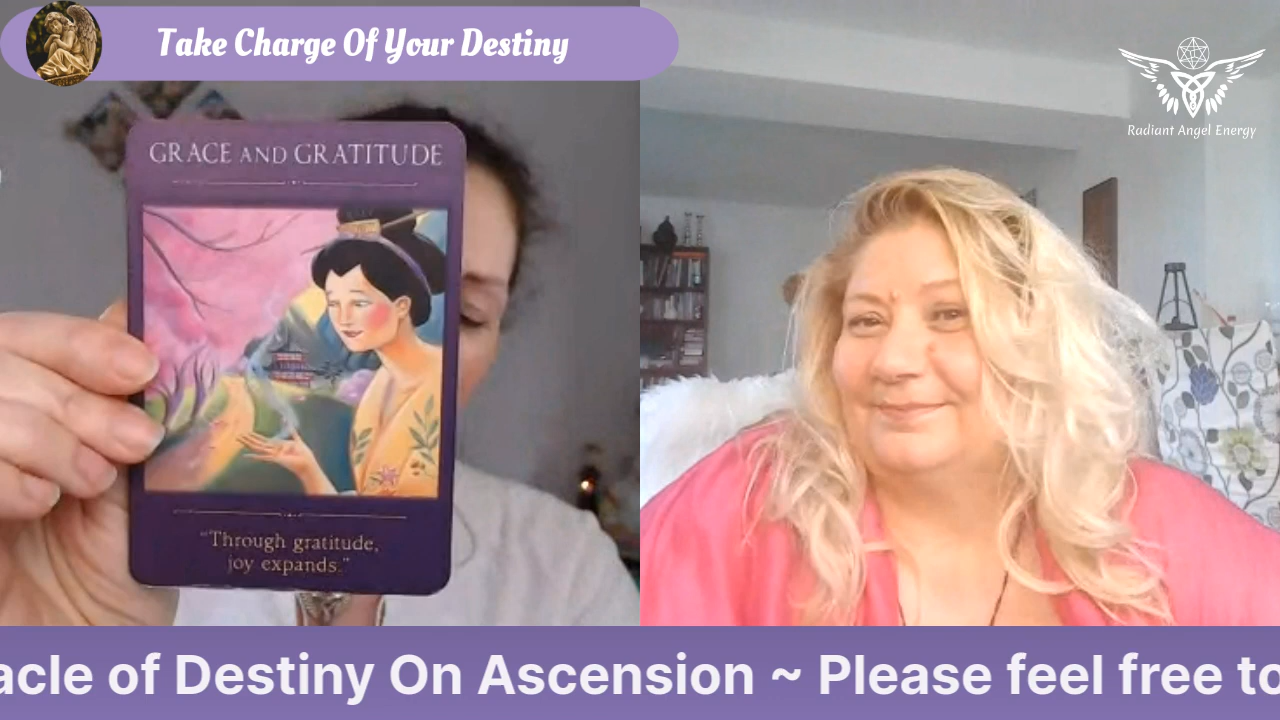 Take Charge Of Your Destiny
Radiant Angel Energy
GRACE AND GRATITUDE
"Through gratitude,
joy expands."
of Destiny On Ascension ~ Please feel free to